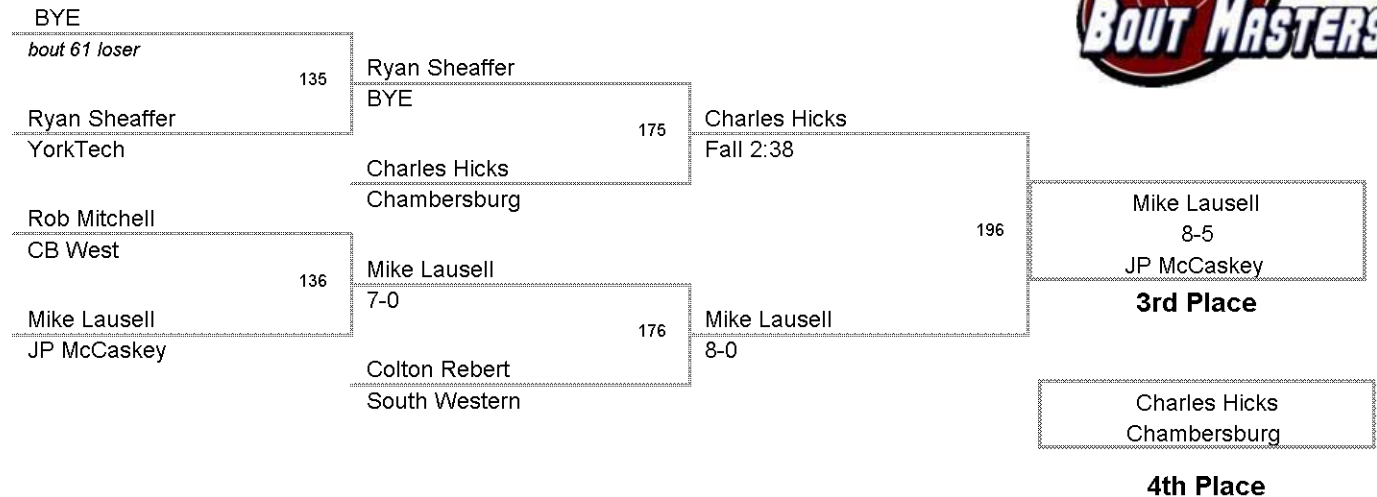 BYE
bout 61 loser
135
Ryan Sheaffer
YorkTech
Rob Mitchell
CB West
136
Mike Lausell
JP McCaskey
Ryan Sheaffer
BYE
175
Charles Hicks
Chambersburg
Mike Lausell
7-0
176
Colton Rebert
South Western
Charles Hicks
Fall 2:38
196
Mike Lausell
8-0
BOUT MASTERS
Mike Lausell
8-5
JP McCaskey
3rd Place
Charles Hicks
Chambersburg
4th Place